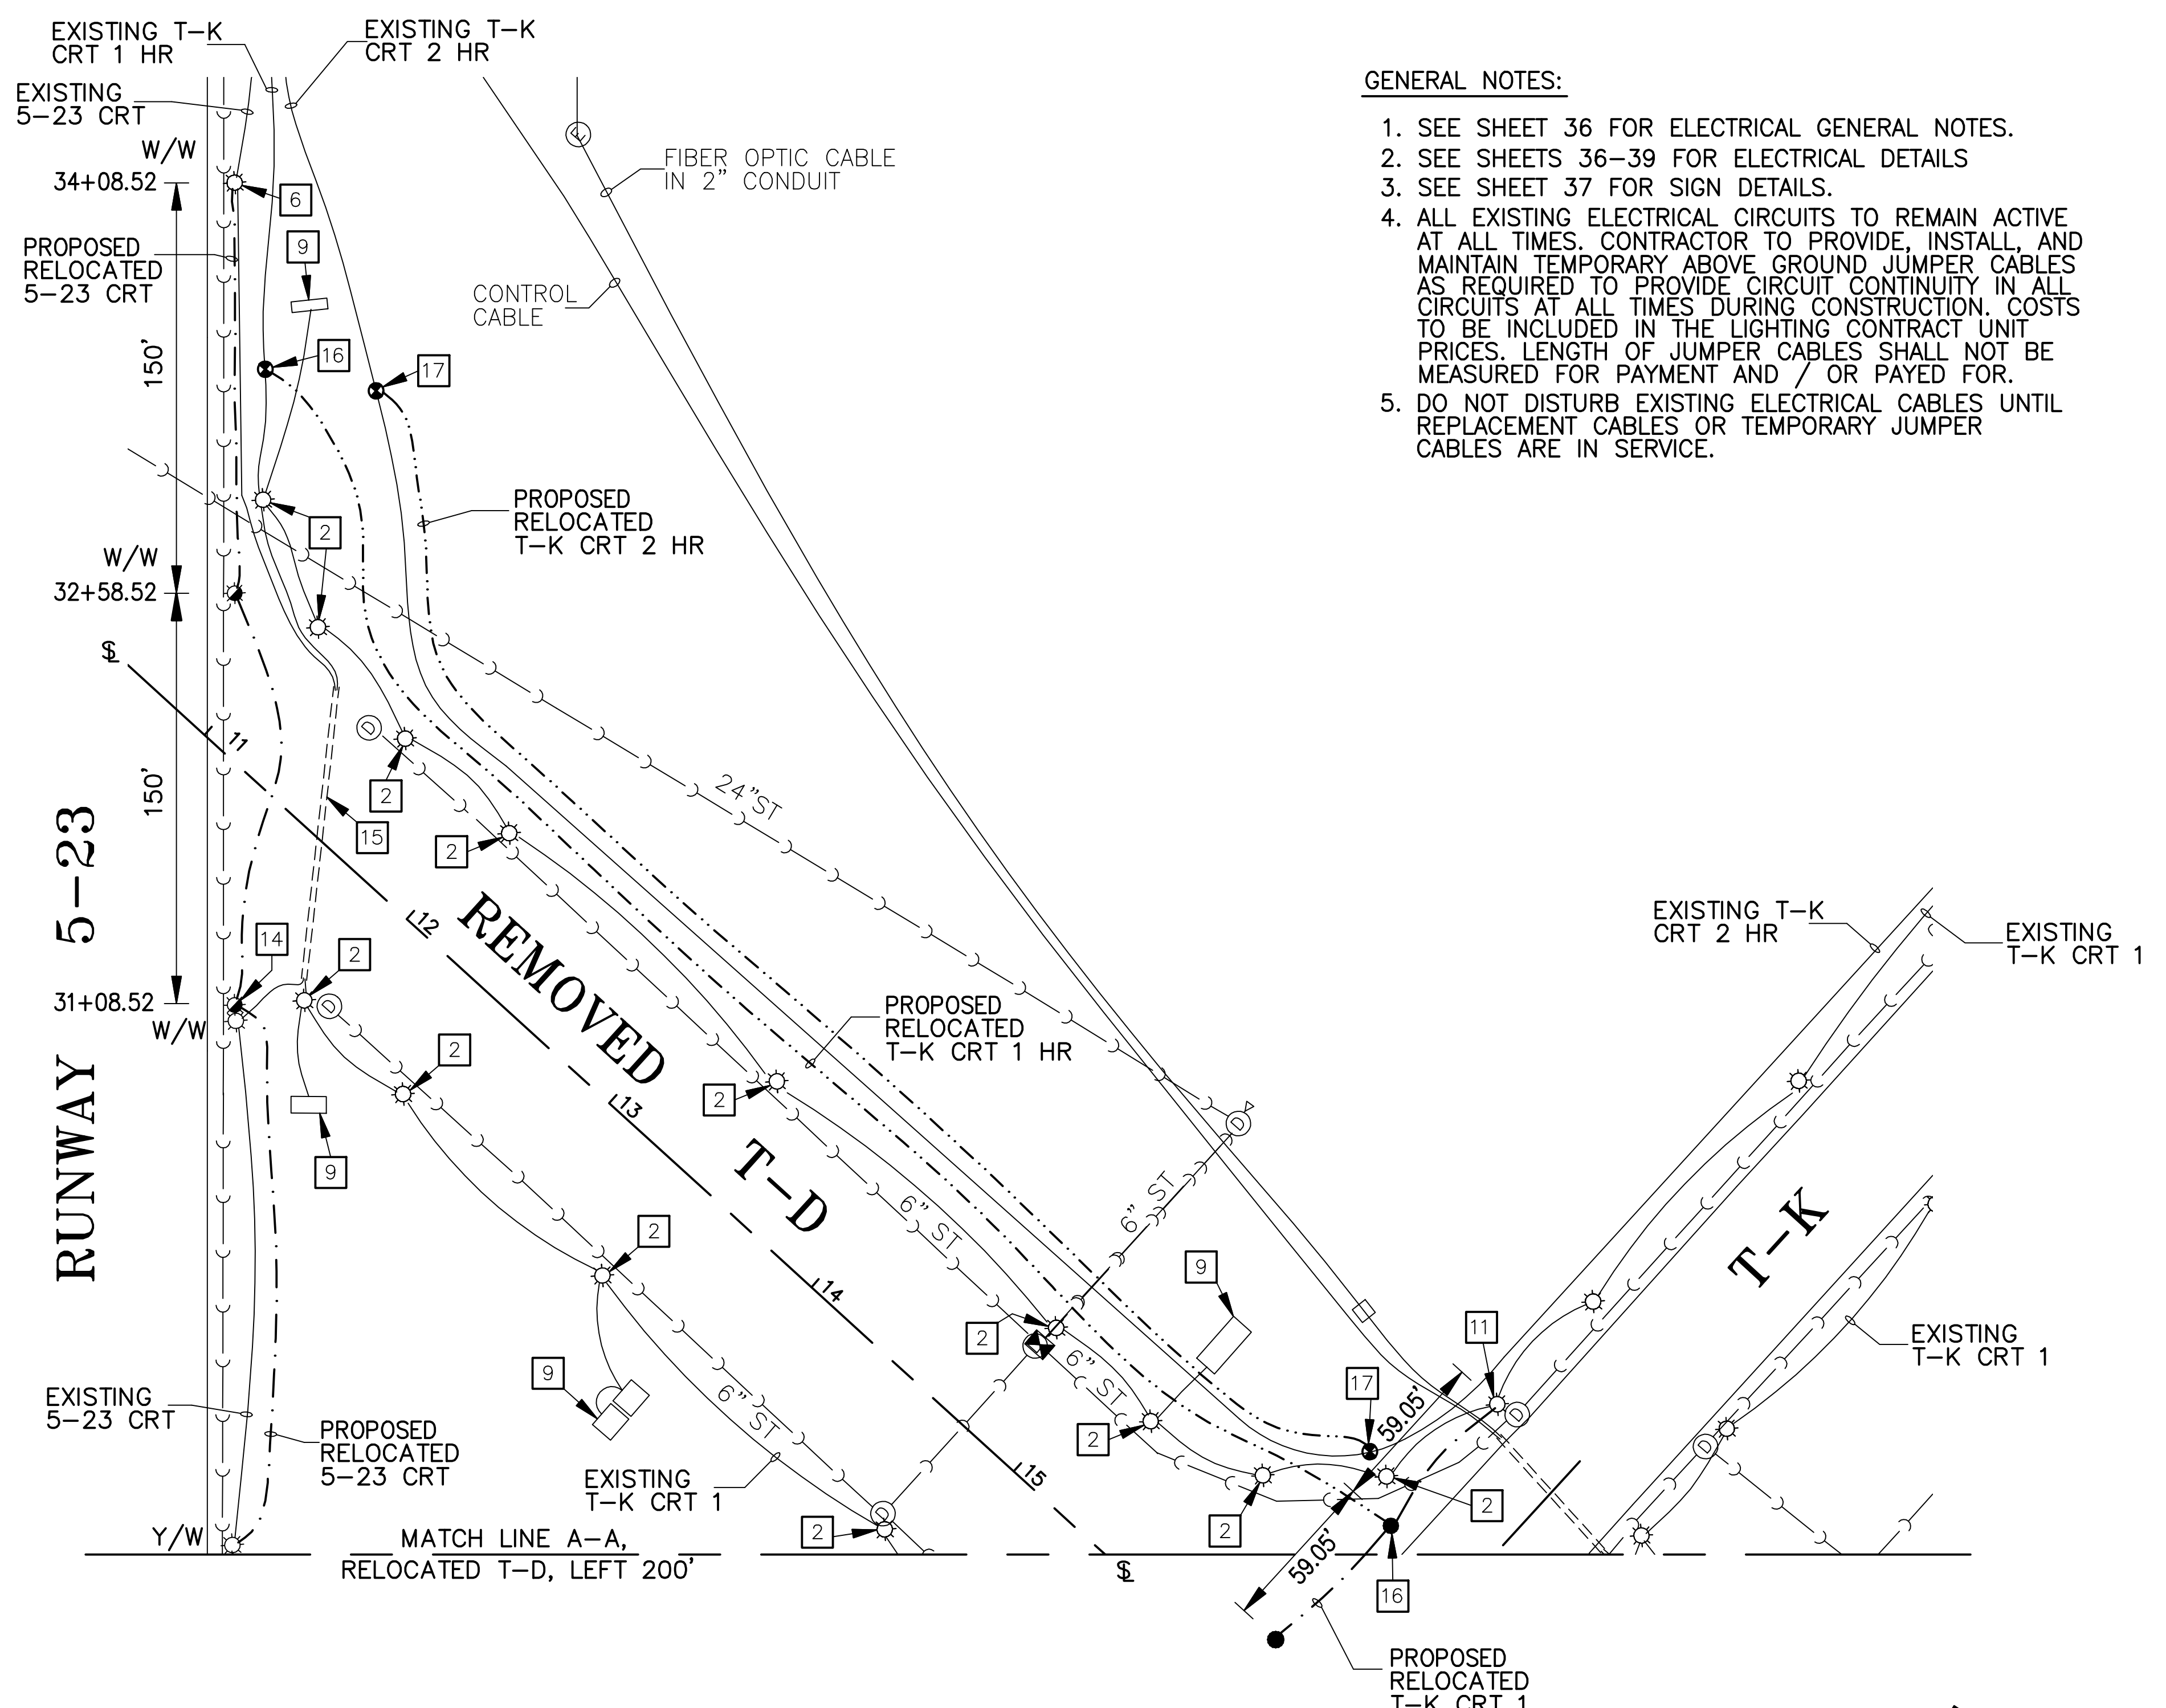 EXISTING T-K
CRT 1 HR
EXISTING T-K
CRT 2 HR
EXISTING
5-23 CRT
W/W
34+08.52
6
9
PROPOSED
RELOCATED
5-23 CRT
FIBER OPTIC CABLE
IN 2" CONDUIT
F
CONTROL
CABLE
150'
16
17
GENERAL NOTES:
1. SEE SHEET 36 FOR ELECTRICAL GENERAL NOTES.
2. SEE SHEETS 36-39 FOR ELECTRICAL DETAILS
3. SEE SHEET 37 FOR SIGN DETAILS.
4. ALL EXISTING ELECTRICAL CIRCUITS TO REMAIN ACTIVE
AT ALL TIMES. CONTRACTOR TO PROVIDE, INSTALL, AND
MAINTAIN TEMPORARY ABOVE GROUND JUMPER CABLES
AS REQUIRED TO PROVIDE CIRCUIT CONTINUITY IN ALL
CIRCUITS AT ALL TIMES DURING CONSTRUCTION. COSTS
TO BE INCLUDED IN THE LIGHTING CONTRACT UNIT
PRICES. LENGTH OF JUMPER CABLES SHALL NOT BE
MEASURED FOR PAYMENT AND / OR PAYED FOR.
5. DO NOT DISTURB EXISTING ELECTRICAL CABLES UNTIL
REPLACEMENT CABLES OR TEMPORARY JUMPER
CABLES ARE IN SERVICE.
PROPOSED
RELOCATED
T-K CRT 2 HR
2
W/W
32+58.52
11
D
2
150'
15
2
24"ST
RUNWAY 5-23
12
REMOVED T-D
14
2
D
31+08.52
W/W
2
9
PROPOSED
RELOCATED
T-K CRT 1 HR
2
13
D
EXISTING T-K
CRT 2 HR
EXISTING
T-K CRT 1
T-K
6" ST
6" ST
2
14
9
2
11
9
6" ST
6" ST
17
59.05'
D
D
EXISTING
T-K CRT 1
EXISTING
5-23 CRT
PROPOSED
RELOCATED
5-23 CRT
EXISTING
T-K CRT 1
2
15
2
2
2
D
Y/W
MATCH LINE A-A,
RELOCATED T-D, LEFT 200'
59.05'
16
PROPOSED
RELOCATED
T-K CRT 1